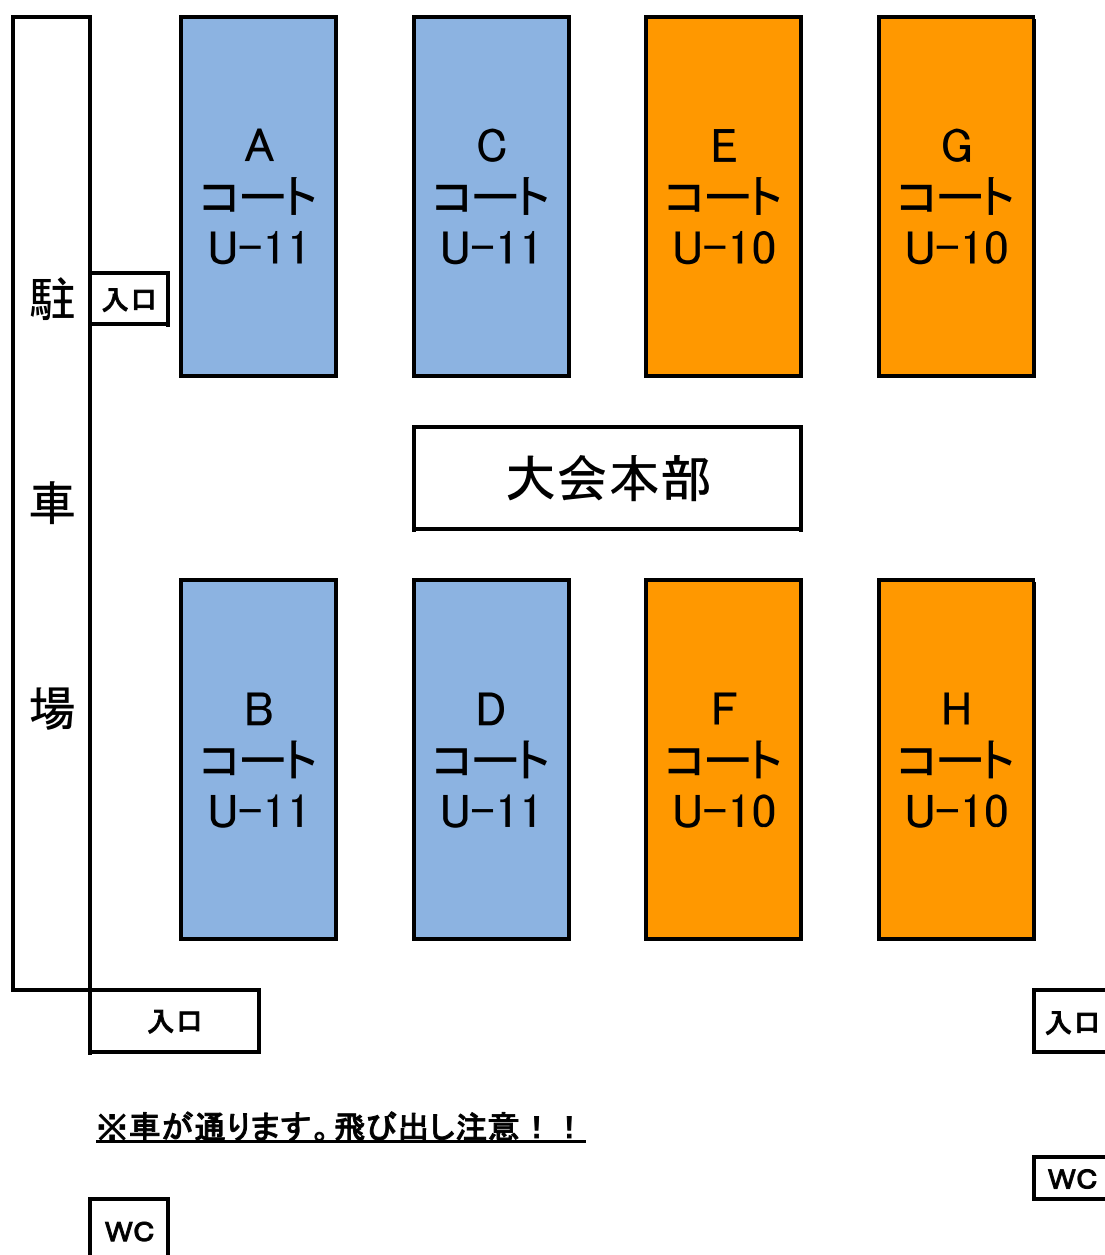 A
コート
U-11
C
コート
U-11
E
コート
U-10
G
コート
U-10
駐
車
場
入口
大会本部
B
コート
U-11
D
コート
U-11
F
コート
U-10
H
コート
U-10
入口
入口
※車が通ります。飛び出し注意！！
WC
WC